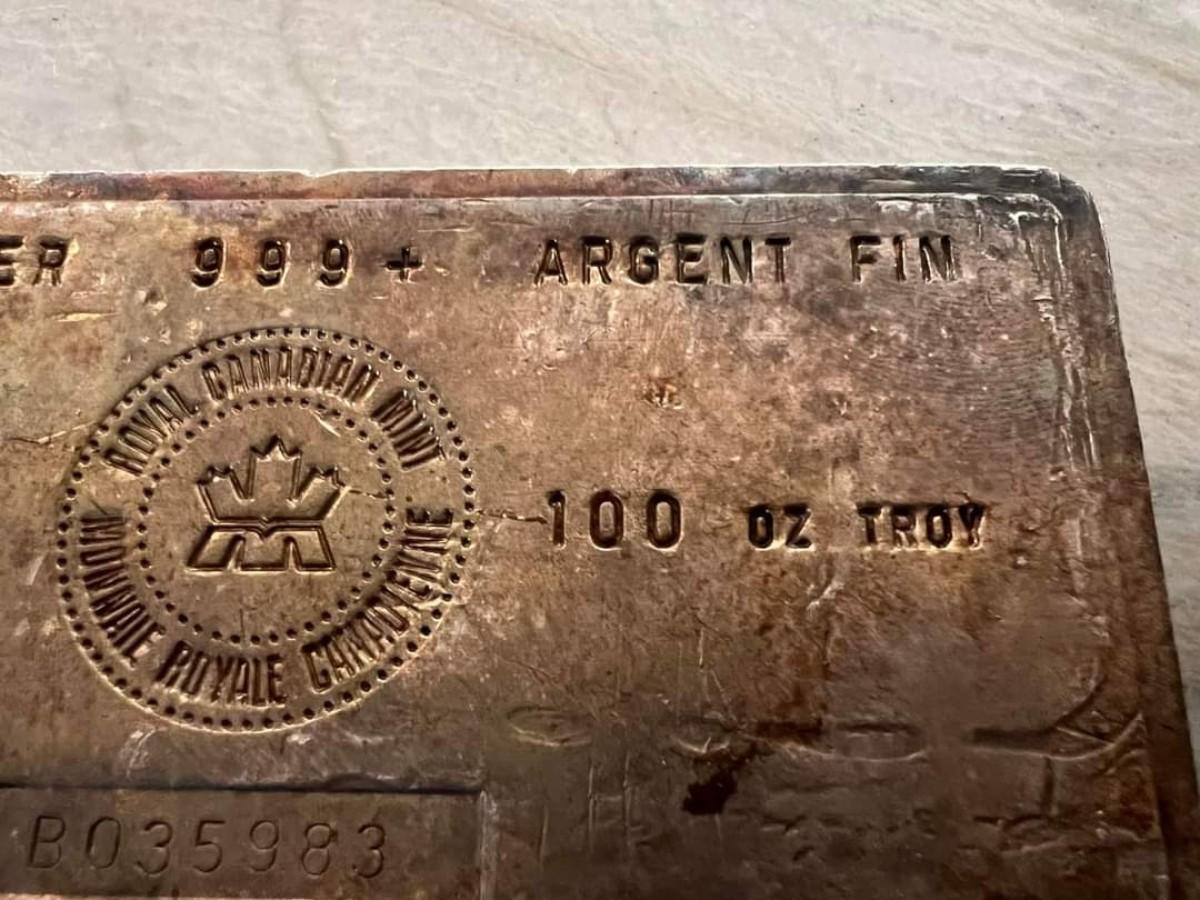 ER 999+ ARGENT FIN
ROYAL CANADIAN MINT
MONNAIE ROYALE CANADIENNE
100 OZ TROY
B035983